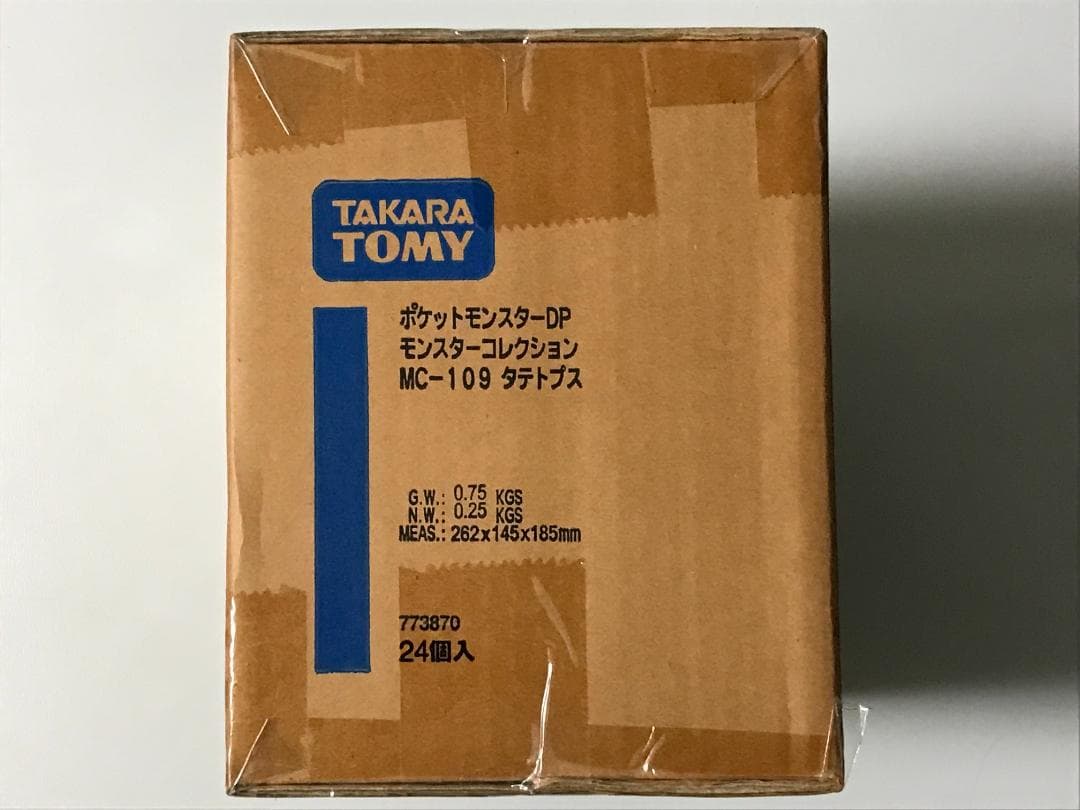 TAKARA
TOMY
ポケットモンスターDP
モンスターコレクション
MC-109 タテトプス
G.W.: 0.75 KGS
N.W.: 0.25 KGS
MEAS.: 262x145x185mm
773870
24個入